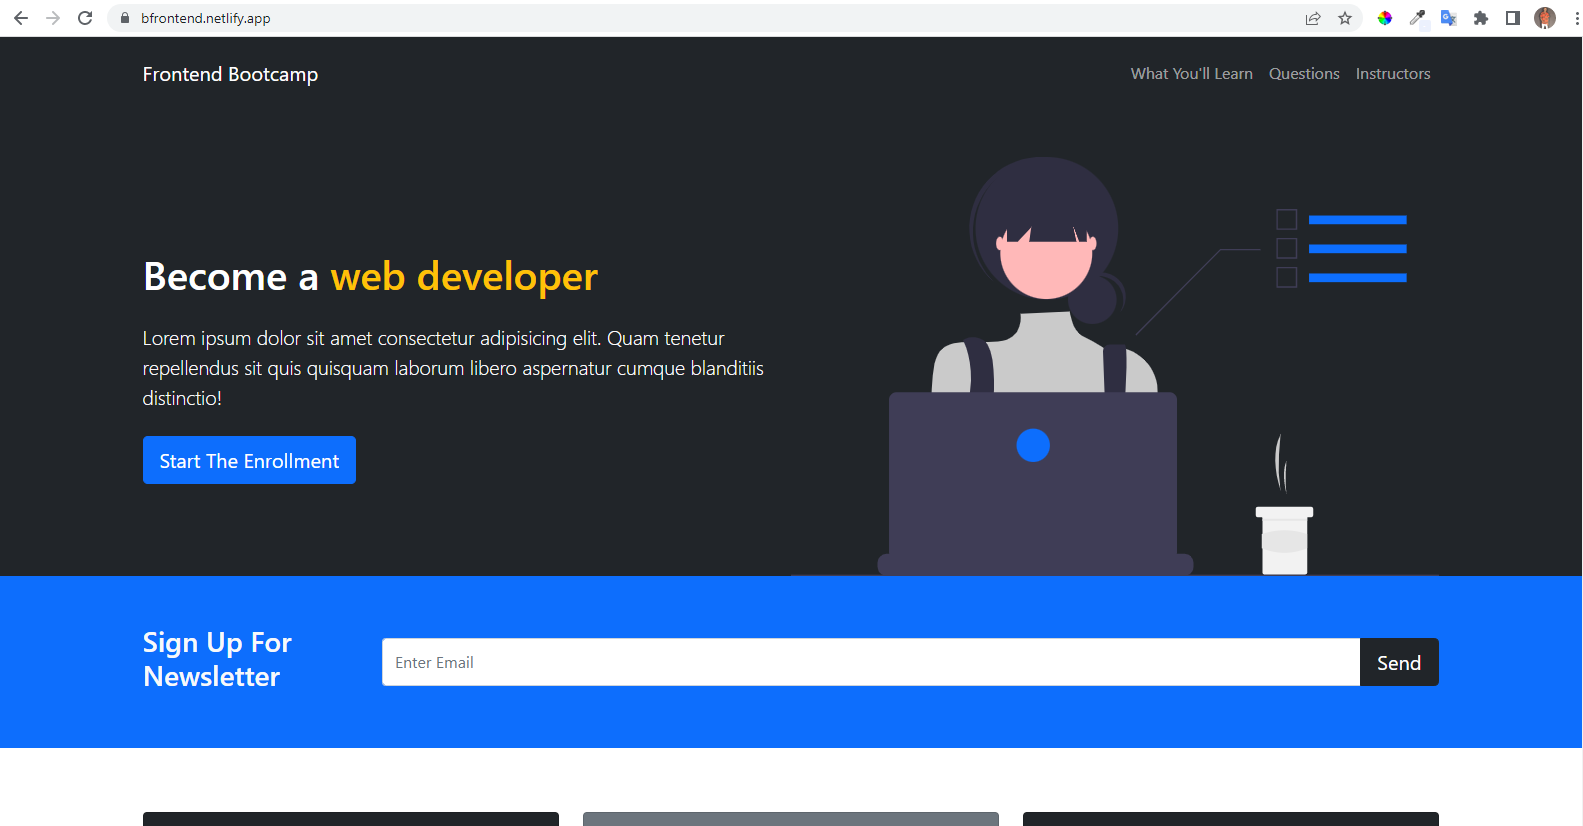 bfrontend.netlify.app
Frontend Bootcamp
What You'll Learn Questions Instructors
Become a web developer
Lorem ipsum dolor sit amet consectetur adipisicing elit. Quam tenetur
repellendus sit quis quisquam laborum libero aspernatur cumque blanditiis
distinctio!
Start The Enrollment
Sign Up For
Newsletter
Enter Email
Send